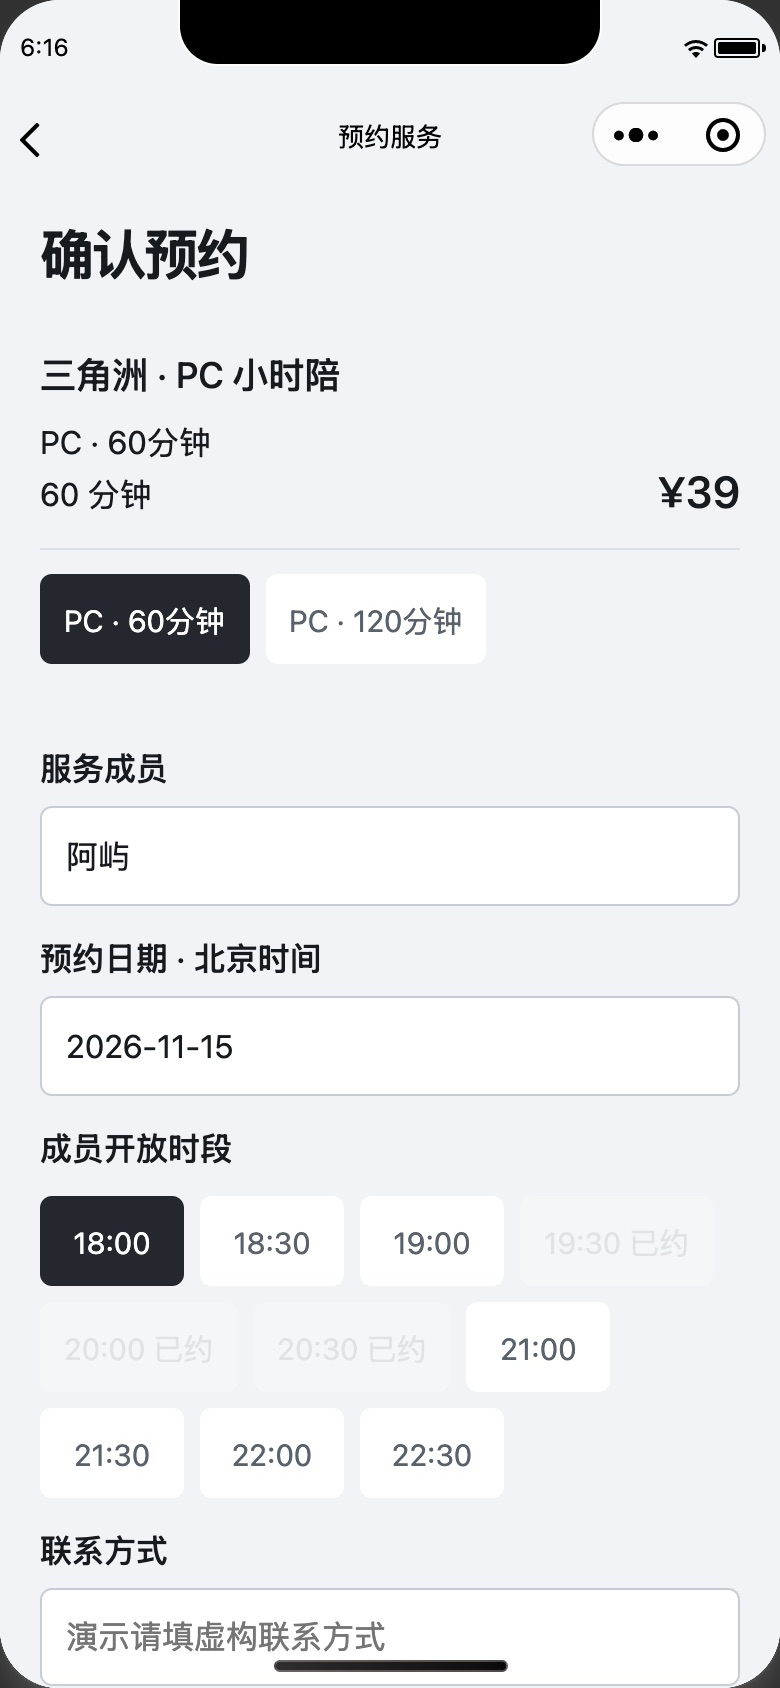 6:16
预约服务
确认预约
三角洲 · PC 小时陪
PC · 60分钟
60 分钟
¥39
PC · 60分钟
PC · 120分钟
服务成员
阿屿
预约日期 · 北京时间
2026-11-15
成员开放时段
18:00
18:30
19:00
19:30 已约
20:00 已约
20:30 已约
21:00
21:30
22:00
22:30
联系方式
演示请填虚构联系方式